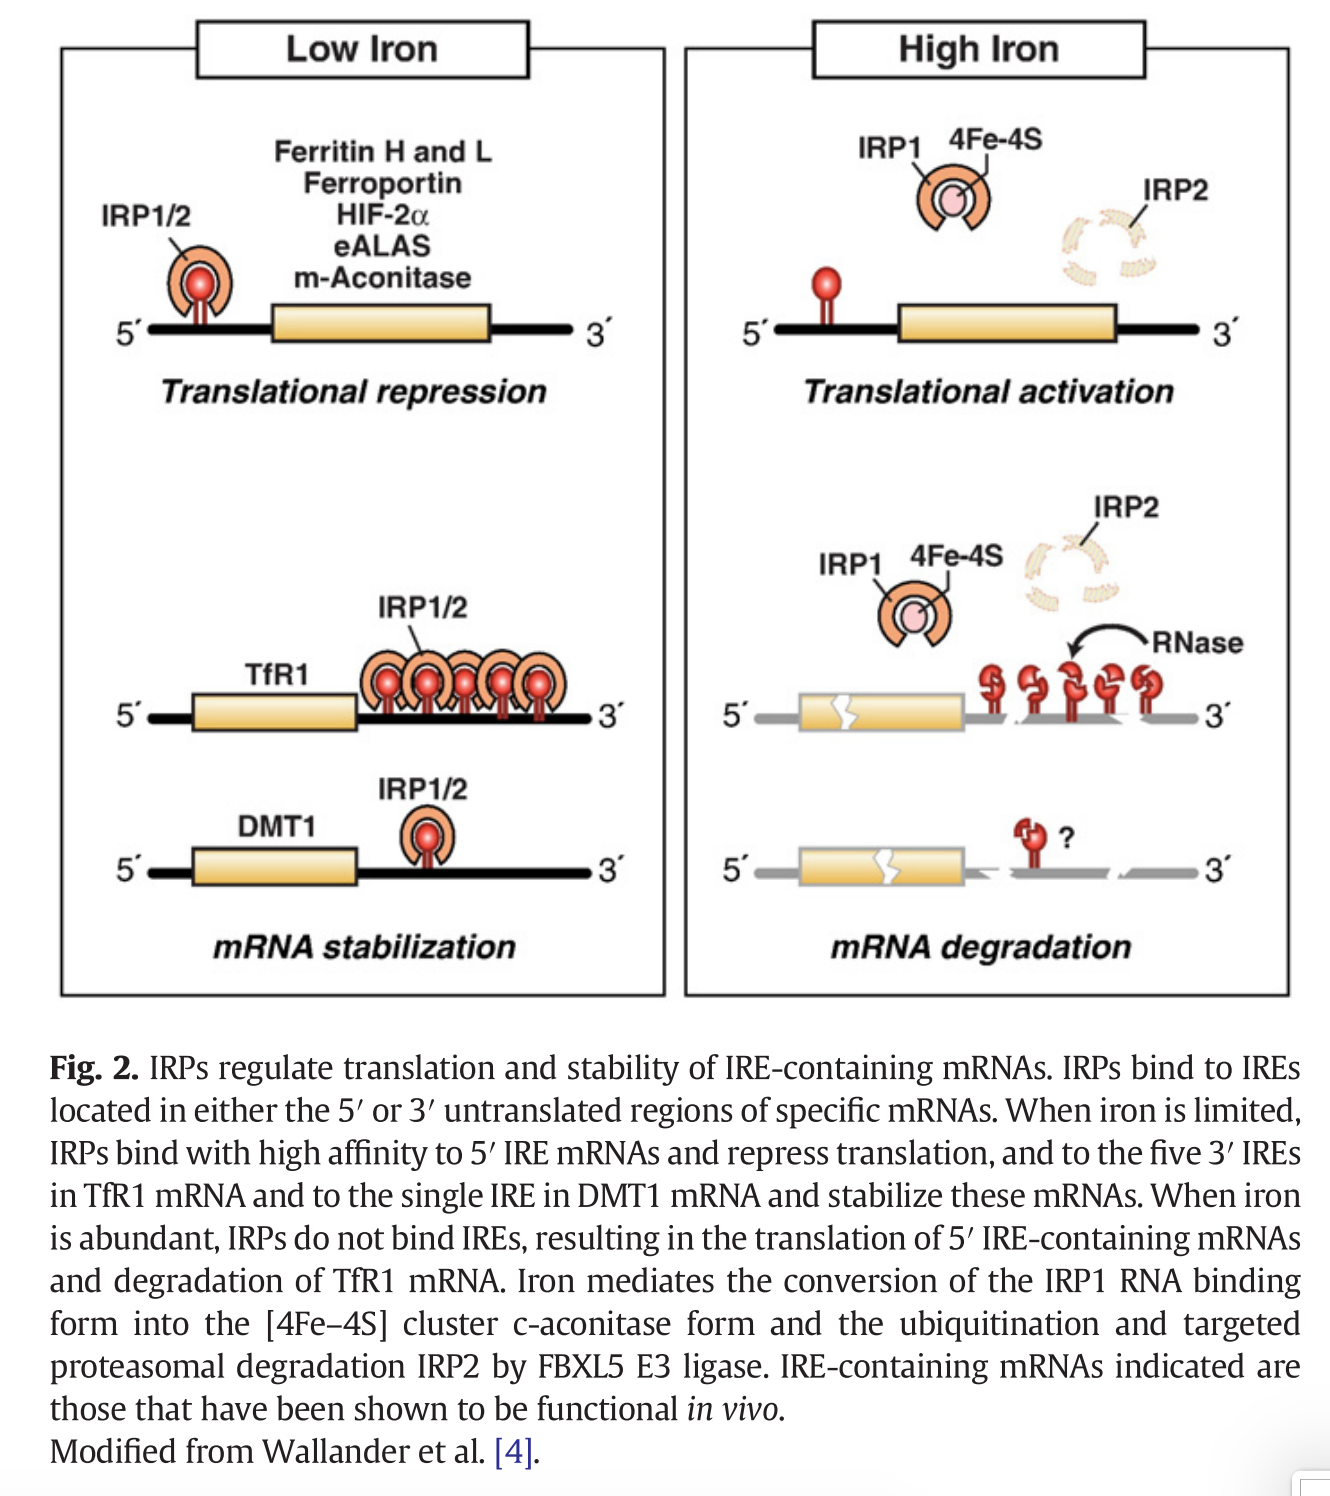 Low Iron
High Iron
Ferritin H and L
Ferroportin
HIF-2α
eALAS
m-Aconitase
IRP1/2
5´
3´
Translational repression
IRP1
4Fe-4S
IRP2
5´
3´
Translational activation
IRP1/2
TfR1
5´
3´
IRP1/2
DMT1
5´
3´
mRNA stabilization
IRP2
IRP1
4Fe-4S
RNase
5´
3´
?
5´
3´
mRNA degradation
Fig. 2. IRPs regulate translation and stability of IRE-containing mRNAs. IRPs bind to IREs
located in either the 5′ or 3′ untranslated regions of specific mRNAs. When iron is limited,
IRPs bind with high affinity to 5′ IRE mRNAs and repress translation, and to the five 3′ IREs
in TfR1 mRNA and to the single IRE in DMT1 mRNA and stabilize these mRNAs. When iron
is abundant, IRPs do not bind IREs, resulting in the translation of 5′ IRE-containing mRNAs
and degradation of TfR1 mRNA. Iron mediates the conversion of the IRP1 RNA binding
form into the [4Fe–4S] cluster c-aconitase form and the ubiquitination and targeted
proteasomal degradation IRP2 by FBXL5 E3 ligase. IRE-containing mRNAs indicated are
those that have been shown to be functional in vivo.
Modified from Wallander et al. [4].